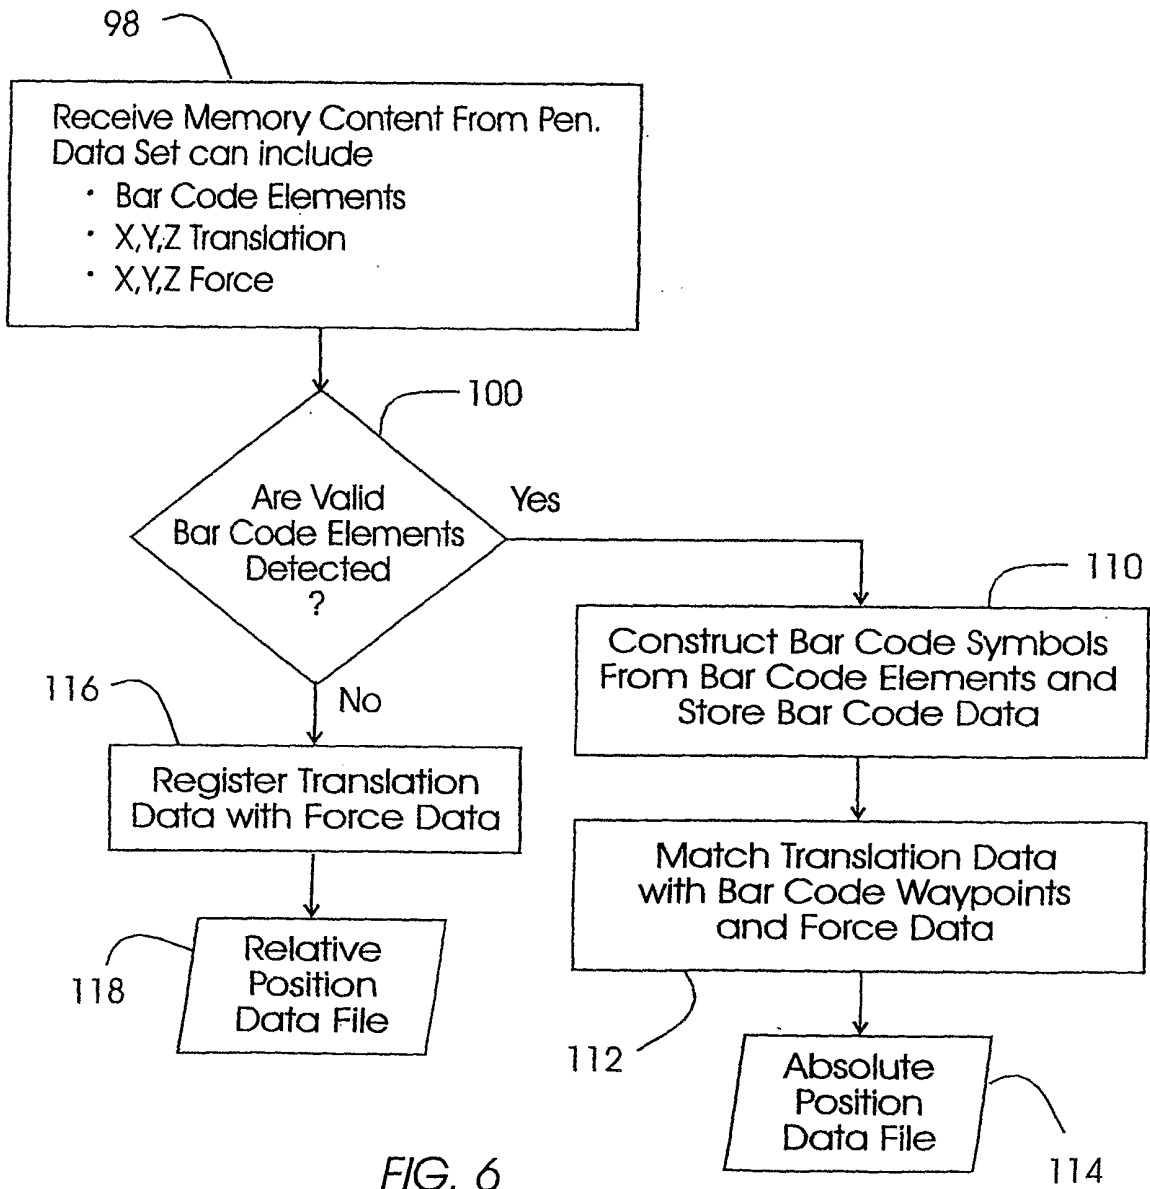 98
Receive Memory Content From Pen.
Data Set can include
· Bar Code Elements
· X,Y,Z Translation
· X,Y,Z Force
100
Are Valid
Bar Code Elements
Detected
?
Yes
No
110
Construct Bar Code Symbols
From Bar Code Elements and
Store Bar Code Data
116
Register Translation
Data with Force Data
Match Translation Data
with Bar Code Waypoints
and Force Data
112
118
Relative
Position
Data File
Absolute
Position
Data File
114
FIG. 6